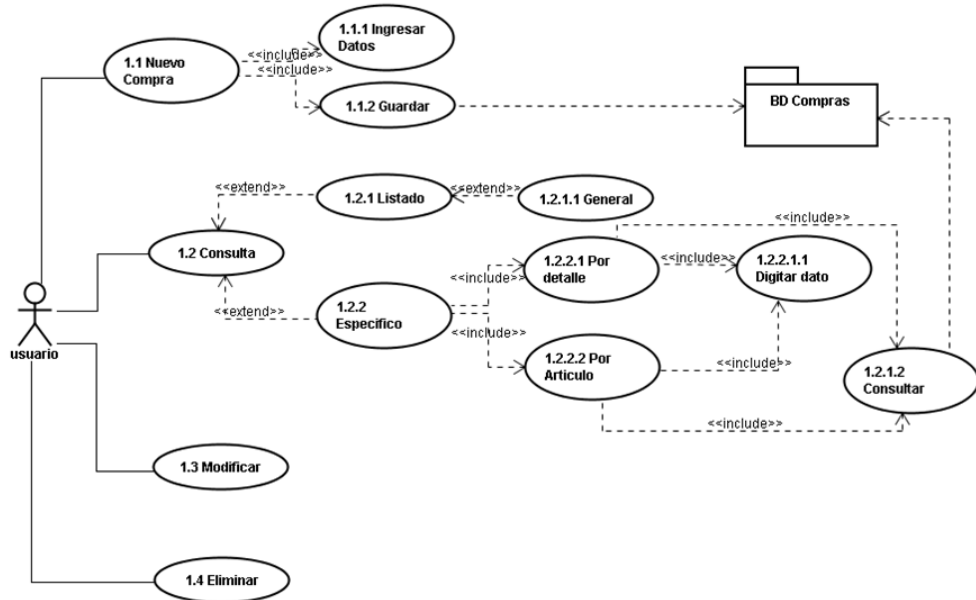 1.1.1 Ingresar
Datos
<<include>>
<<include>>
1.1 Nuevo
Compra
1.1.2 Guardar
BD Compras
<<extend>>
1.2.1 Listado
<<extend>>
1.2.1.1 General
<<include>>
1.2 Consulta
1.2.2.1 Por
detalle
<<include>>
1.2.2.1.1
Digitar dato
<<include>>
<<extend>>
1.2.2
Especifico
<<include>>
usuario
1.2.2.2 Por
Articulo
<<include>>
1.2.1.2
Consultar
<<include>>
1.3 Modificar
1.4 Eliminar